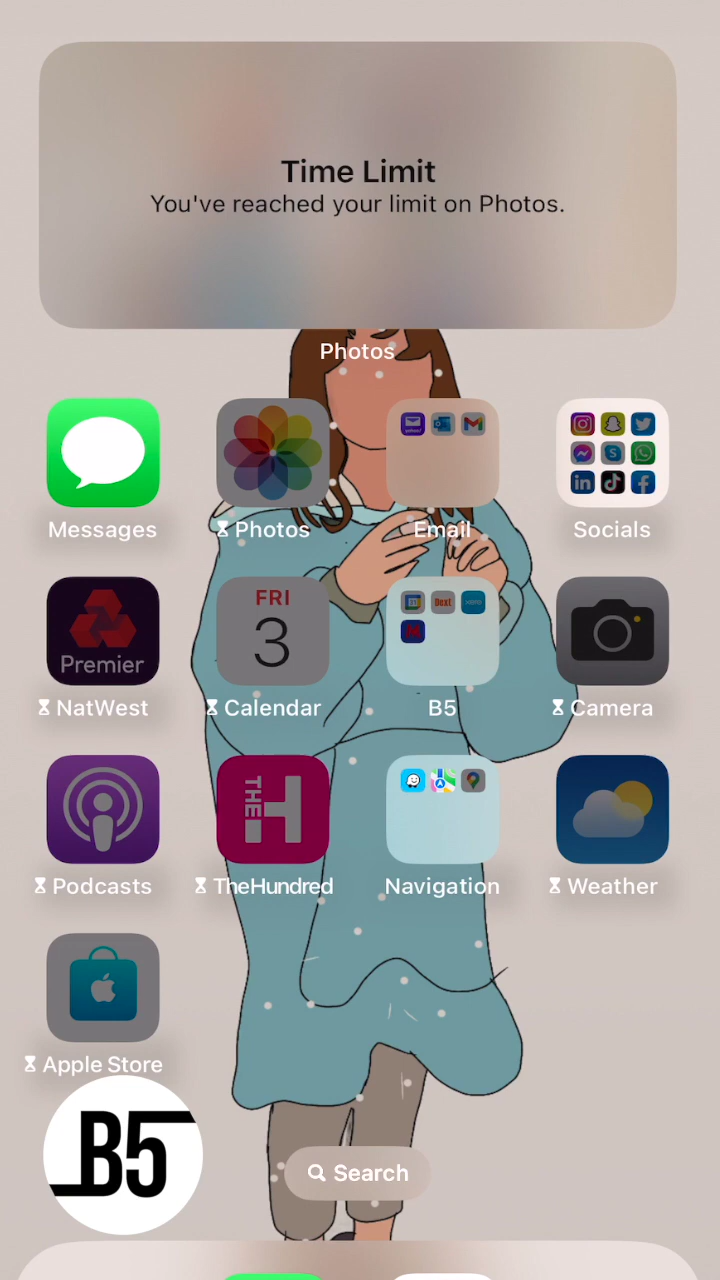 Time Limit
You've reached your limit on Photos.
Photos
Messages
Photos
Email
Socials
Premier
FRI
3
NatWest
Calendar
B5
Camera
THE H
Podcasts
TheHundred
Navigation
Weather
Apple Store
B5
Search